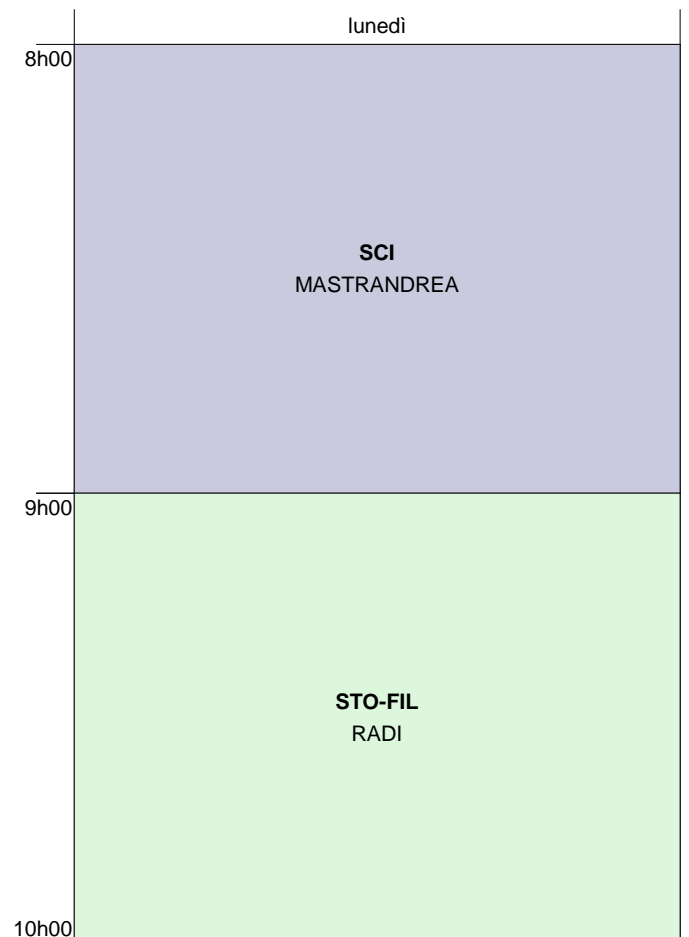 lunedì
8h00
SCI
MASTRANDREA
9h00
STO-FIL
RADI
10h00